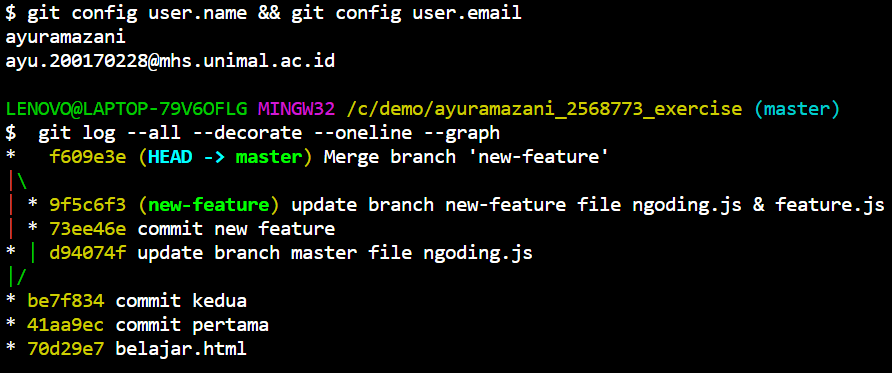 $ git config user.name && git config user.email
ayuramazani
ayu.200170228@mhs.unimal.ac.id
LENOVO@LAPTOP-79V6OFLG MINGW32 /c/demo/ayuramazani_2568773_exercise (master)
$  git log --all --decorate --oneline --graph
*   f609e3e (HEAD -> master) Merge branch 'new-feature'
|\
| * 9f5c6f3 (new-feature) update branch new-feature file ngoding.js & feature.js
| * 73ee46e commit new feature
* | d94074f update branch master file ngoding.js
|/
* be7f834 commit kedua
* 41aa9ec commit pertama
* 70d29e7 belajar.html